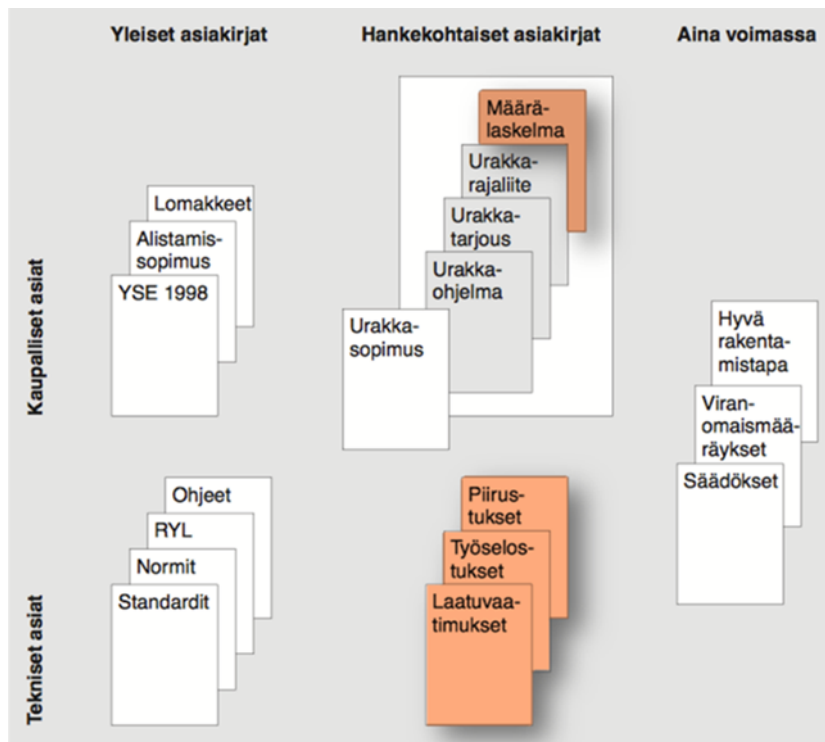 Yleiset asiakirjat
Hankekohtaiset asiakirjat
Aina voimassa
Kaupalliset asiat
Lomakkeet
Alistamis-
sopimus
YSE 1998
Määrä-
laskelma
Urakka-
rajaliite
Urakka-
tarjous
Urakka-
ohjelma
Urakka-
sopimus
Hyvä
rakenta-
mistapa
Viran-
omaismää-
räykset
Säädökset
Tekniset asiat
Ohjeet
RYL
Normit
Standardit
Piirus-
tukset
Työselos-
tukset
Laatuvaa-
timukset